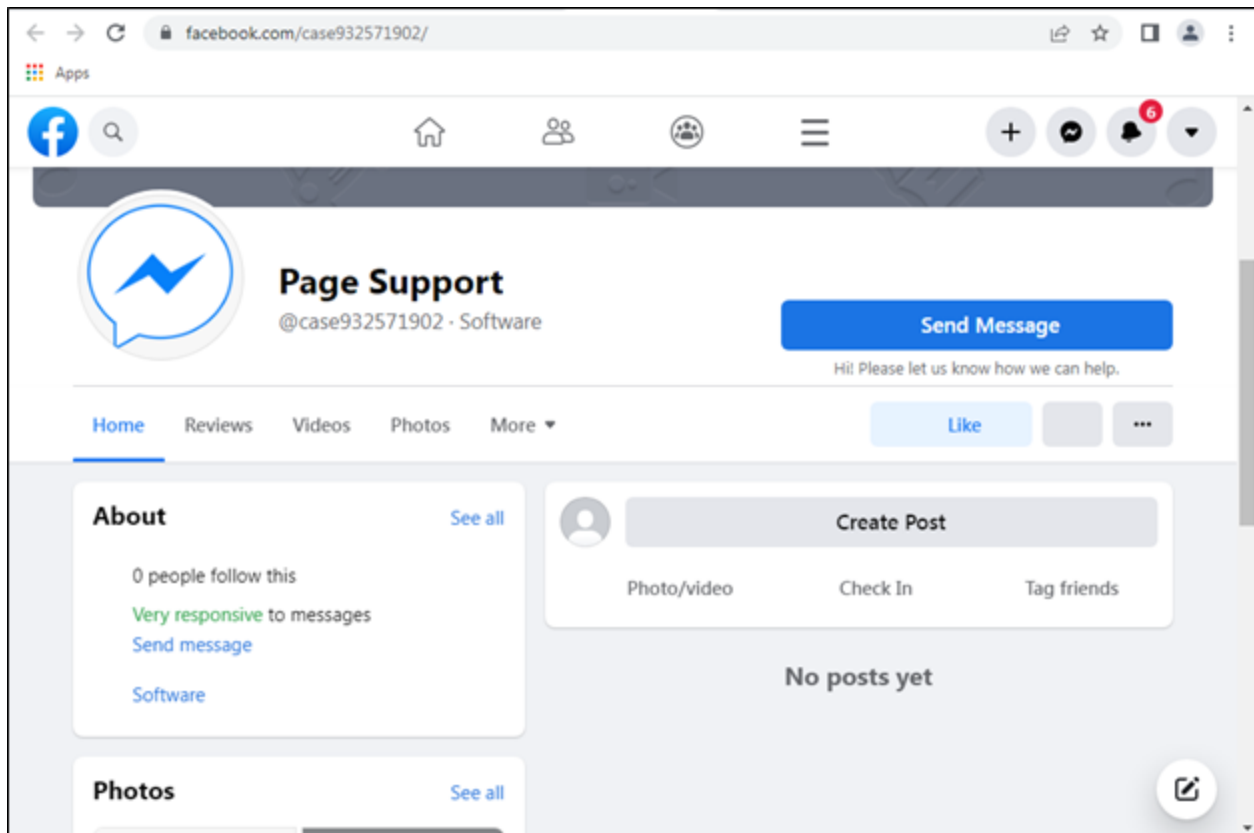 facebook.com/case932571902/
Apps
6
Page Support
@case932571902 · Software
Send Message
Hi! Please let us know how we can help.
Home Reviews Videos Photos More
Like
About See all
0 people follow this
Very responsive to messages
Send message
Software
Create Post
Photo/video Check In Tag friends
No posts yet
Photos See all